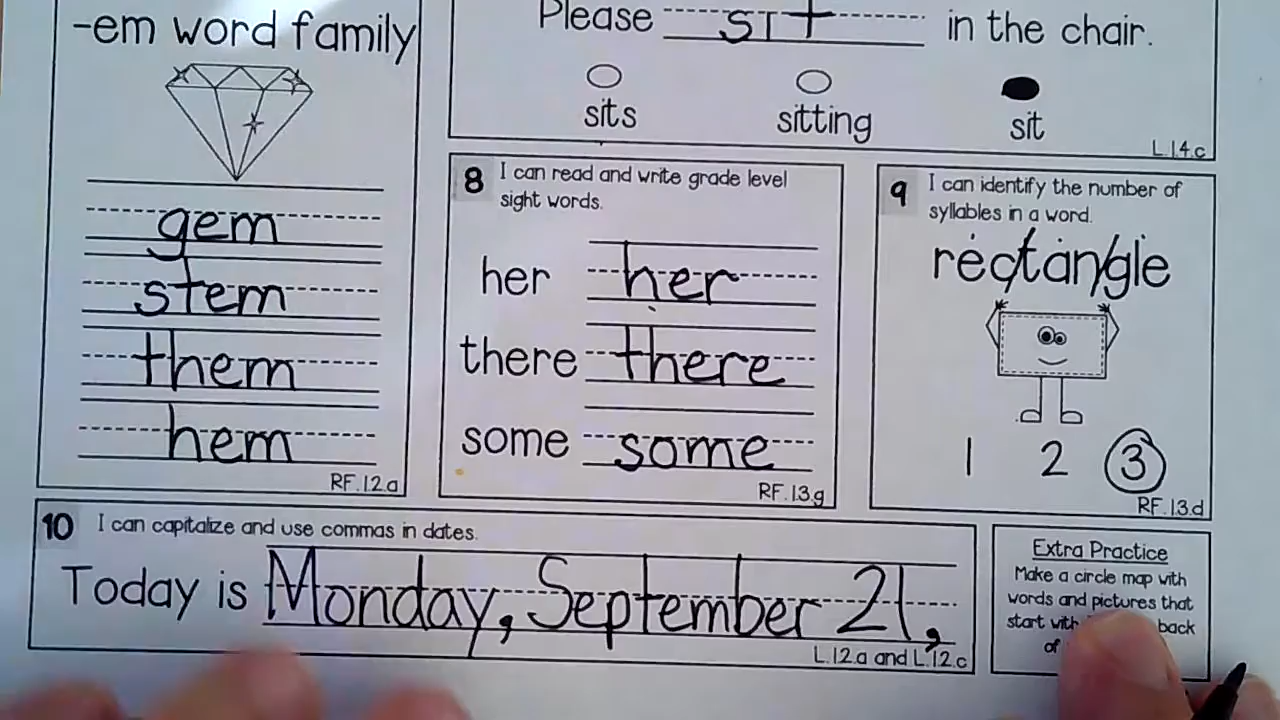 -em word family
gem
stem
them
hem
RF.1.2.a
Please sit in the chair.
sits sitting sit
L.1.4.c
8 I can read and write grade level
sight words.
her her
there there
some some
RF.1.3.g
9 I can identify the number of
syllables in a word.
rectangle
1 2 3
RF.1.3.d
10 I can capitalize and use commas in dates.
Today is Monday, September 21,
L.1.2.a and L.1.2.c
Extra Practice
Make a circle map with
words and pictures that
start with back
of